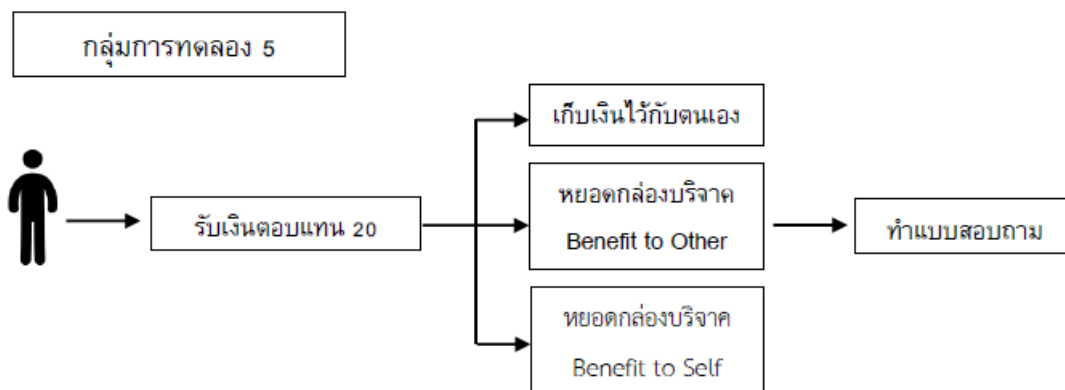 กลุ่มการทดลอง 5
เก็บเงินไว้กับตนเอง
รับเงินตอบแทน 20
หยอดกล่องบริจาค
Benefit to Other
ทำแบบสอบถาม
หยอดกล่องบริจาค
Benefit to Self